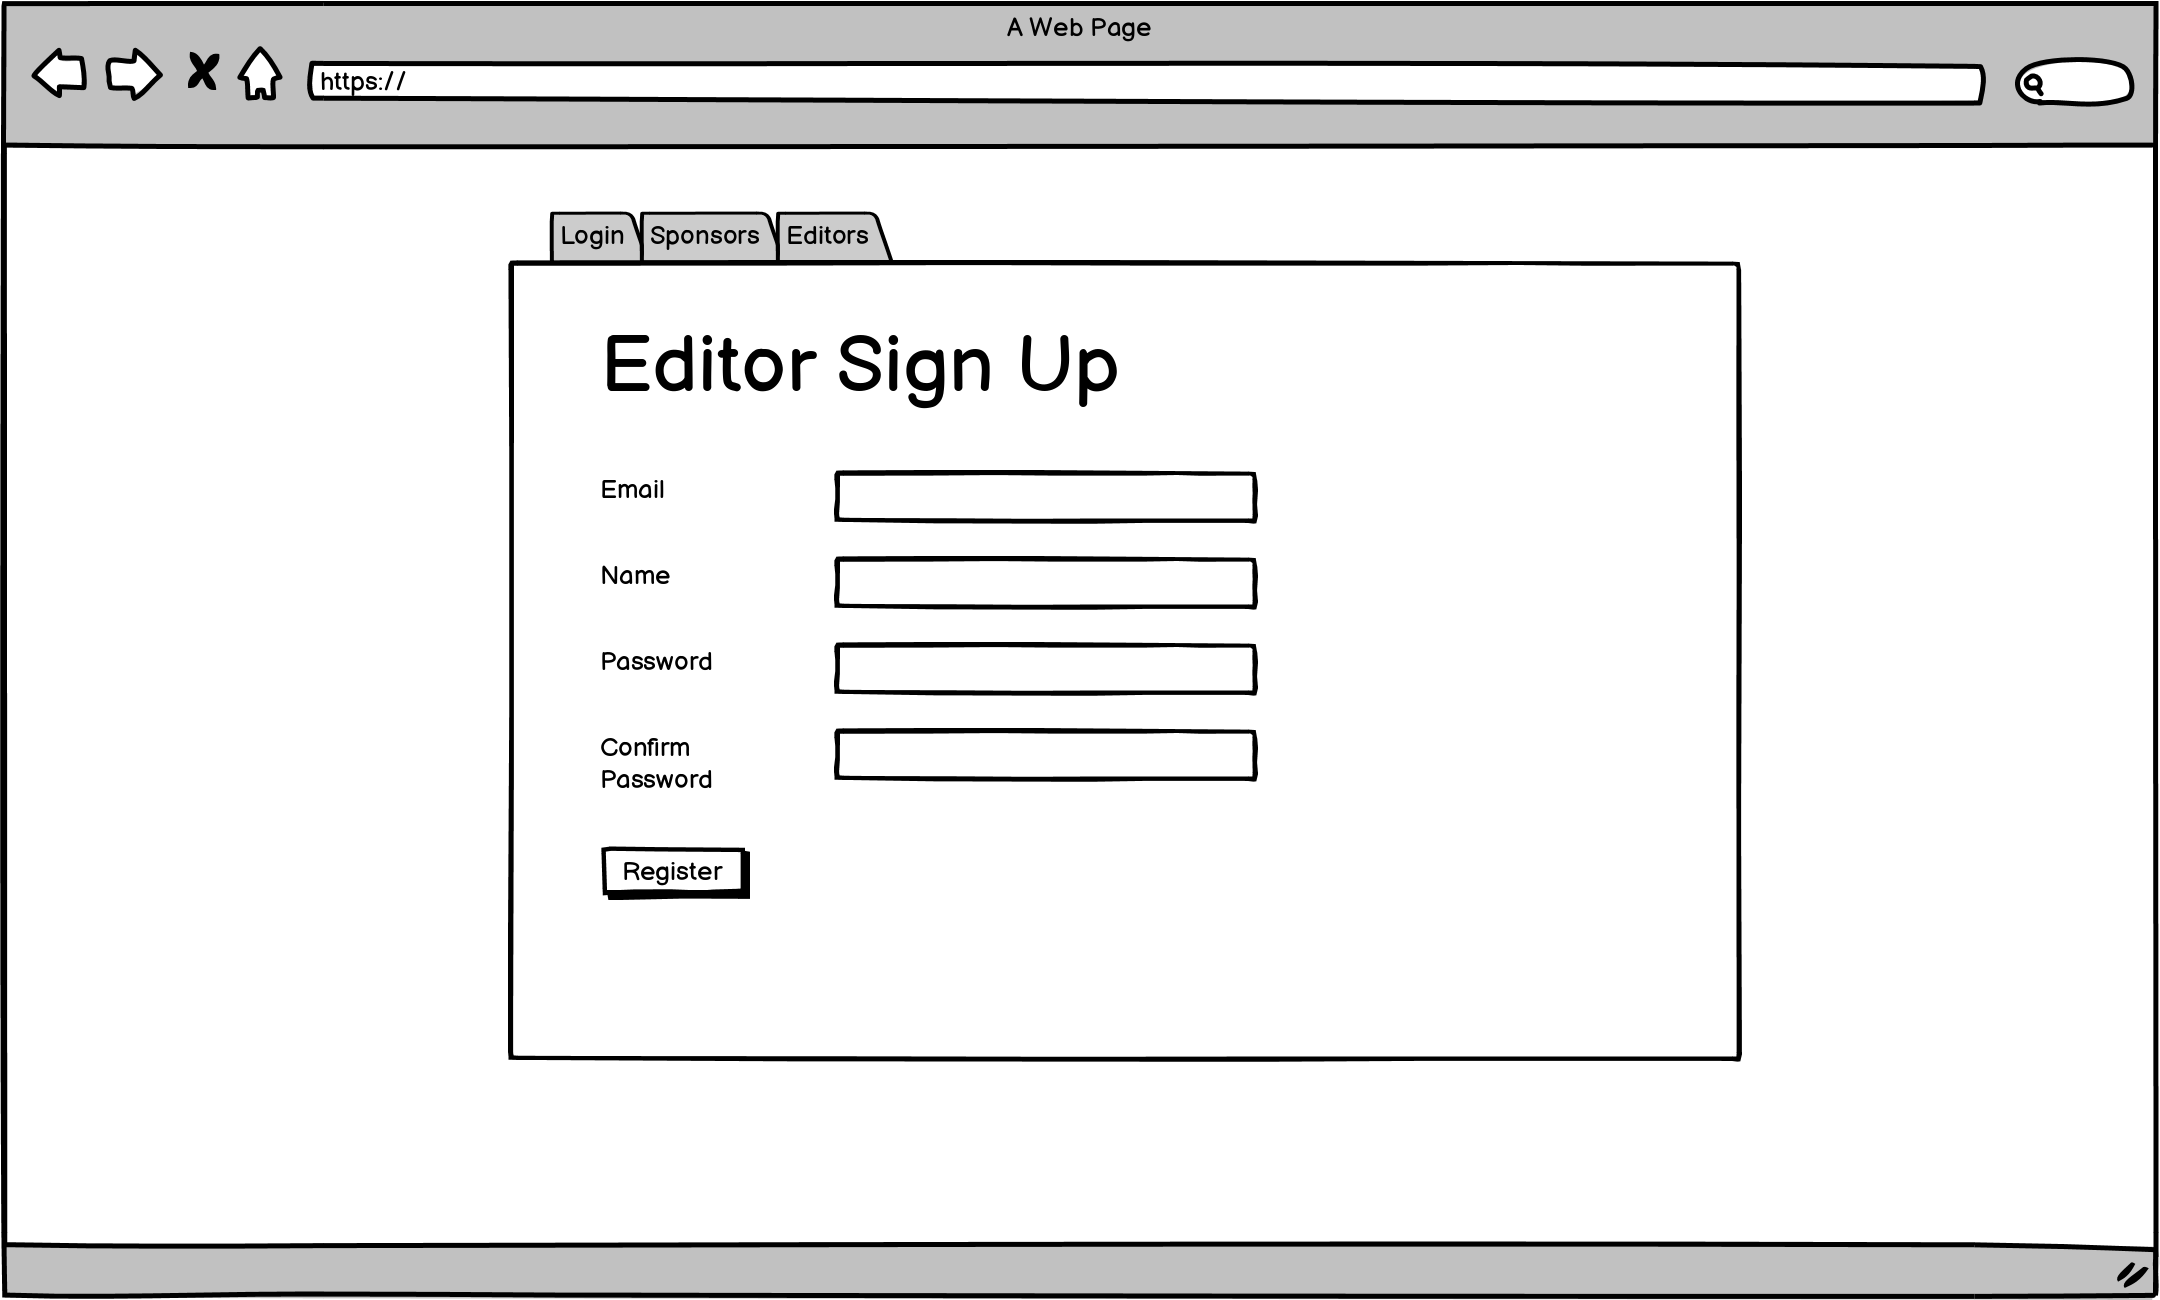 A Web Page
https://
Login Sponsors Editors
Editor Sign Up
Email
Name
Password
Confirm
Password
Register